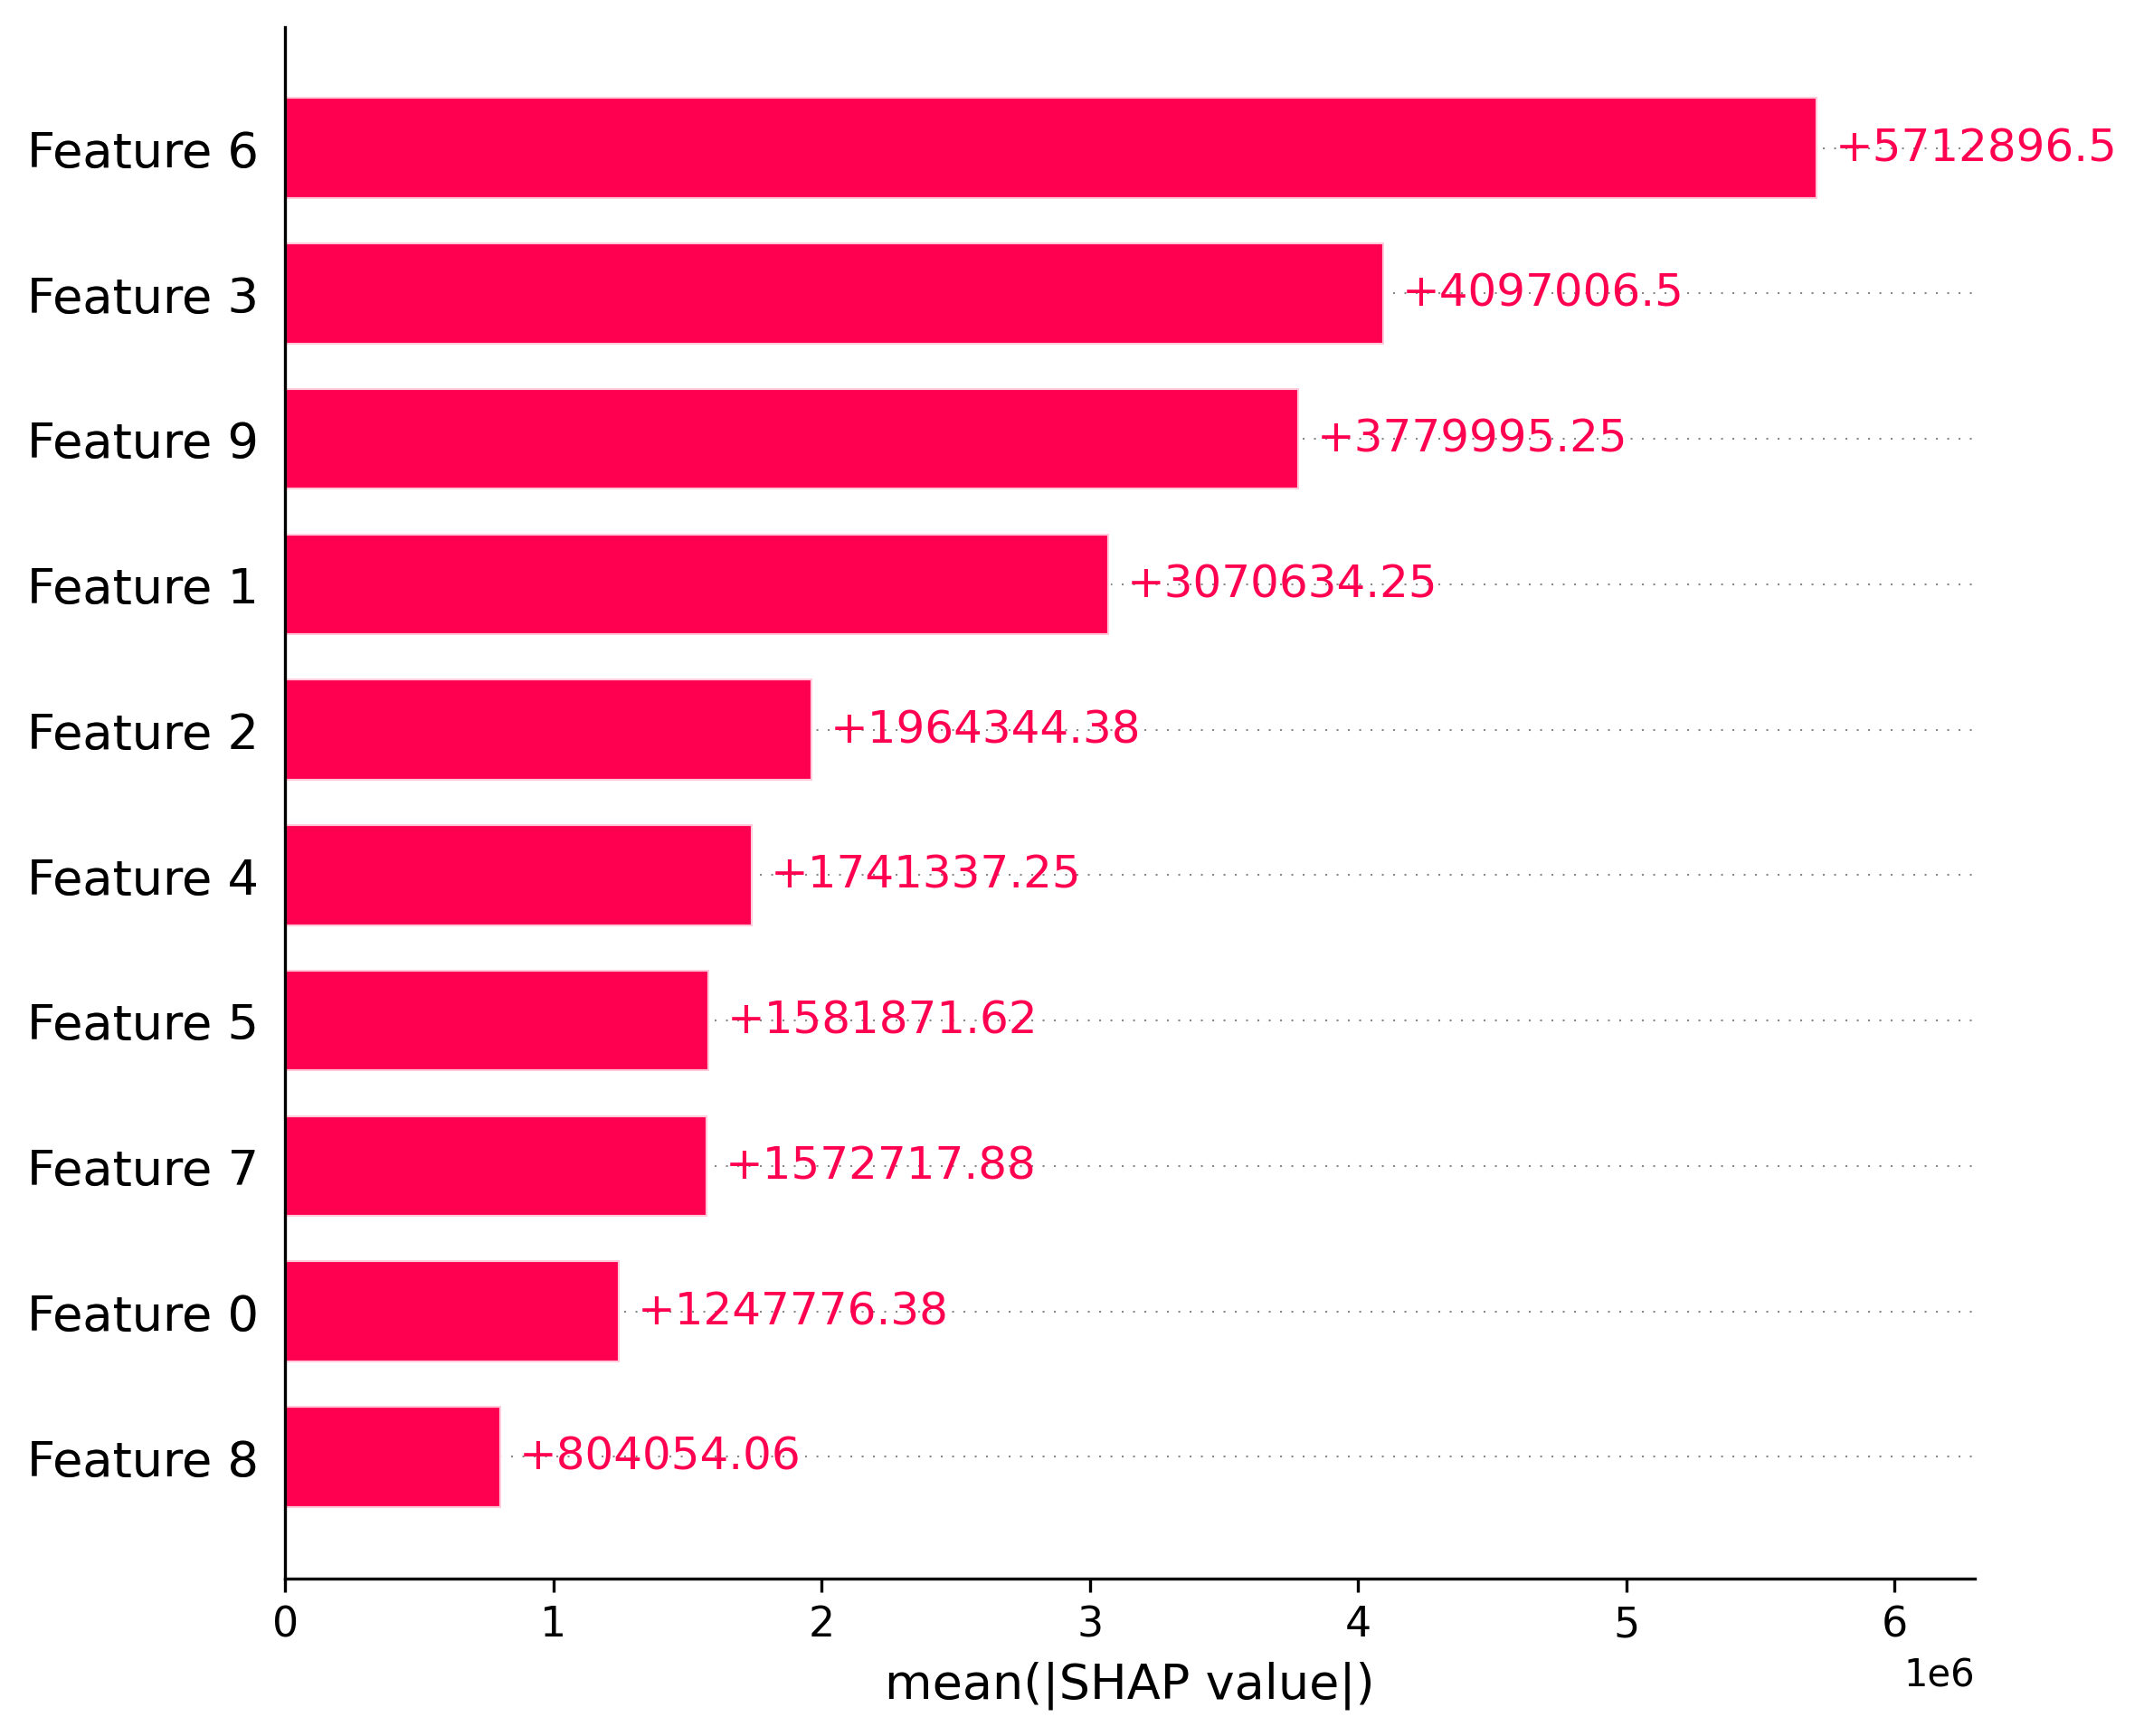 Feature 6 +5712896.5
Feature 3 +4097006.5
Feature 9 +3779995.25
Feature 1 +3070634.25
Feature 2 +1964344.38
Feature 4 +1741337.25
Feature 5 +1581871.62
Feature 7 +1572717.88
Feature 0 +1247776.38
Feature 8 +804054.06
0 1 2 3 4 5 6
1e6
mean(|SHAP value|)